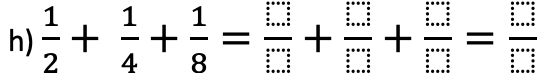 h) 1/2 + 1/4 + 1/8 = ⬚/⬚ + ⬚/⬚ + ⬚/⬚ = ⬚/⬚